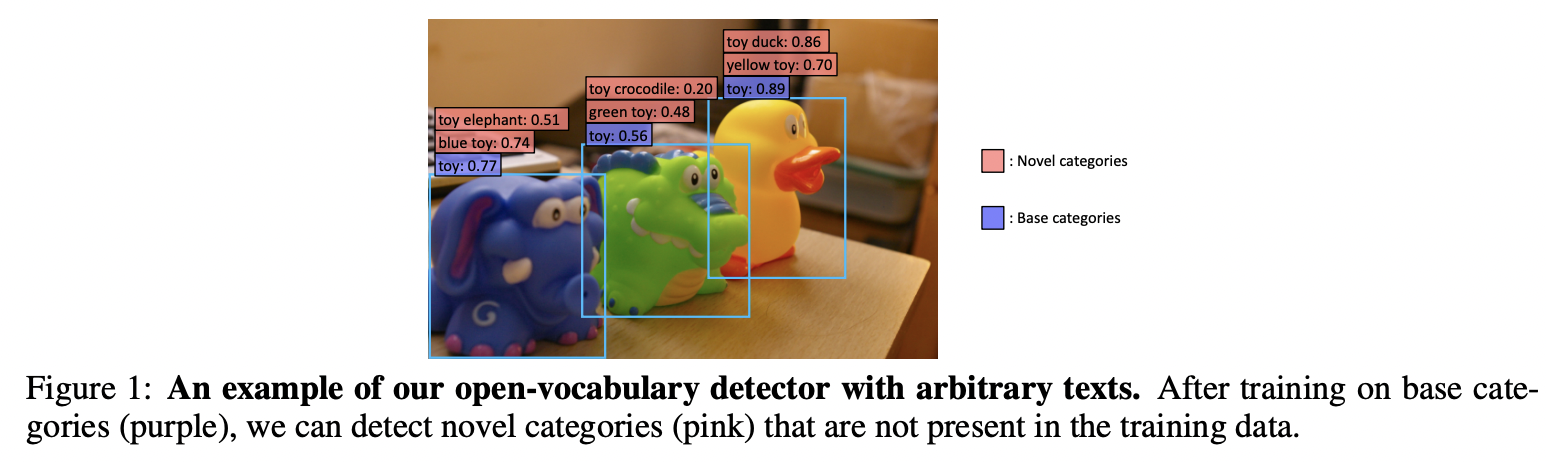 toy duck: 0.86
yellow toy: 0.70
toy: 0.89
toy crocodile: 0.20
green toy: 0.48
toy: 0.56
toy elephant: 0.51
blue toy: 0.74
toy: 0.77
: Novel categories
: Base categories
Figure 1: An example of our open-vocabulary detector with arbitrary texts. After training on base cate-
gories (purple), we can detect novel categories (pink) that are not present in the training data.